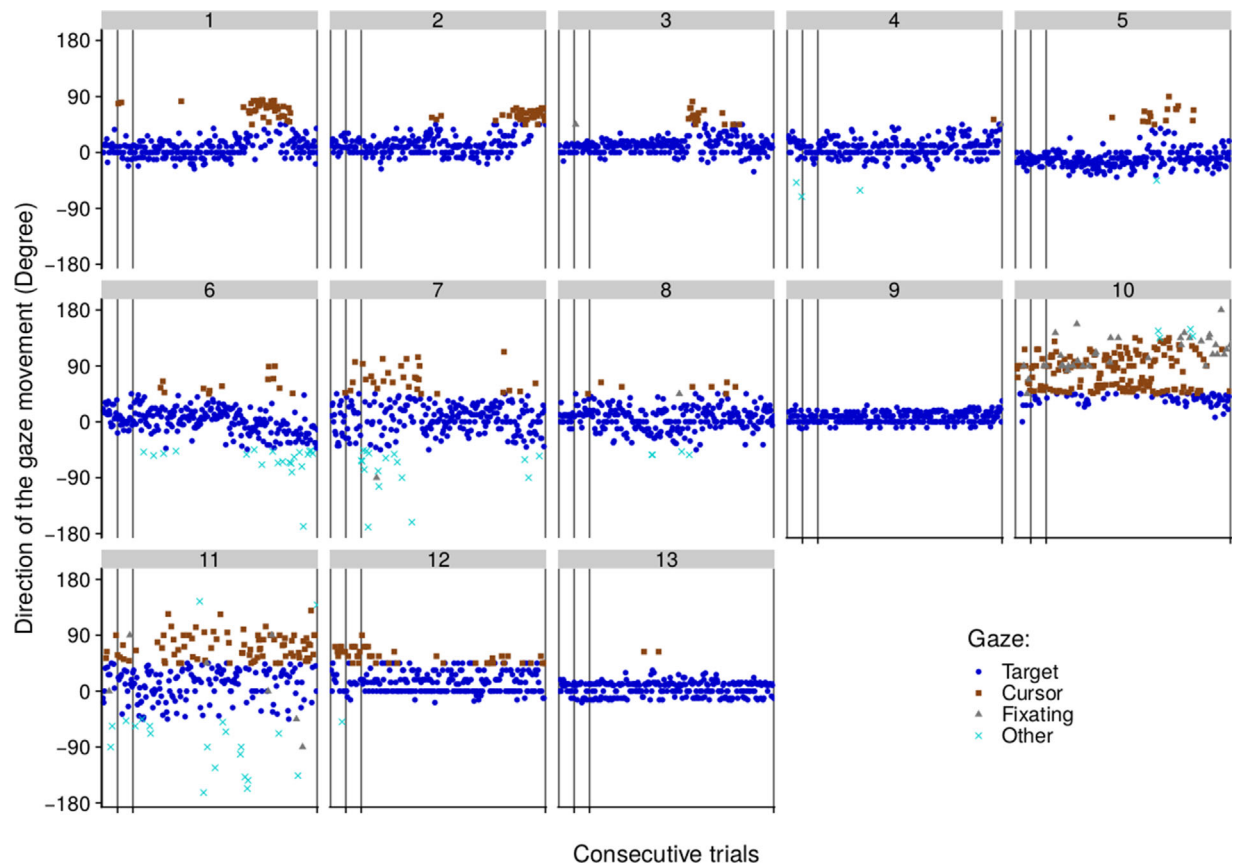 1 2 3 4 5
180
90
0
−90
−180
6 7 8 9 10
180
90
0
−90
−180
11 12 13
180
90
0
−90
−180
Direction of the gaze movement (Degree)
Consecutive trials
Gaze:
Target
Cursor
Fixating
Other